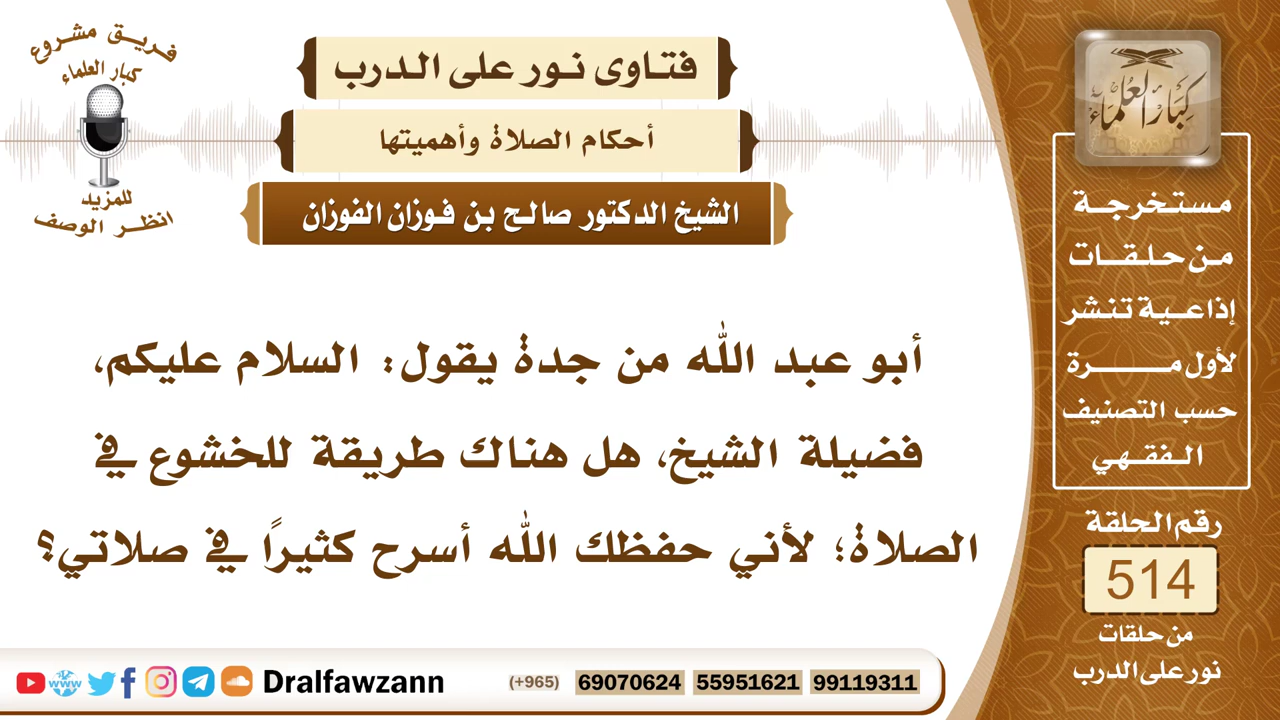 فريق مشروع
كبار العلماء
للمزيد
انظر الوصف
فتاوى نور على الدرب
أحكام الصلاة وأهميتها
الشيخ الدكتور صالح بن فوزان الفوزان
أبو عبد الله من جدة يقول: السلام عليكم،
فضيلة الشيخ، هل هناك طريقة للخشوع في
الصلاة؛ لأني حفظك الله أسرح كثيرًا في صلاتي؟
كبار العلماء
مستخرجة
من حلقات
إذاعية تنشر
لأول مرة
حسب التصنيف
الفقهي
رقم الحلقة
514
من حلقات
نور على الدرب
www
Dralfawzann
(+965) 69070624 55951621 99119311